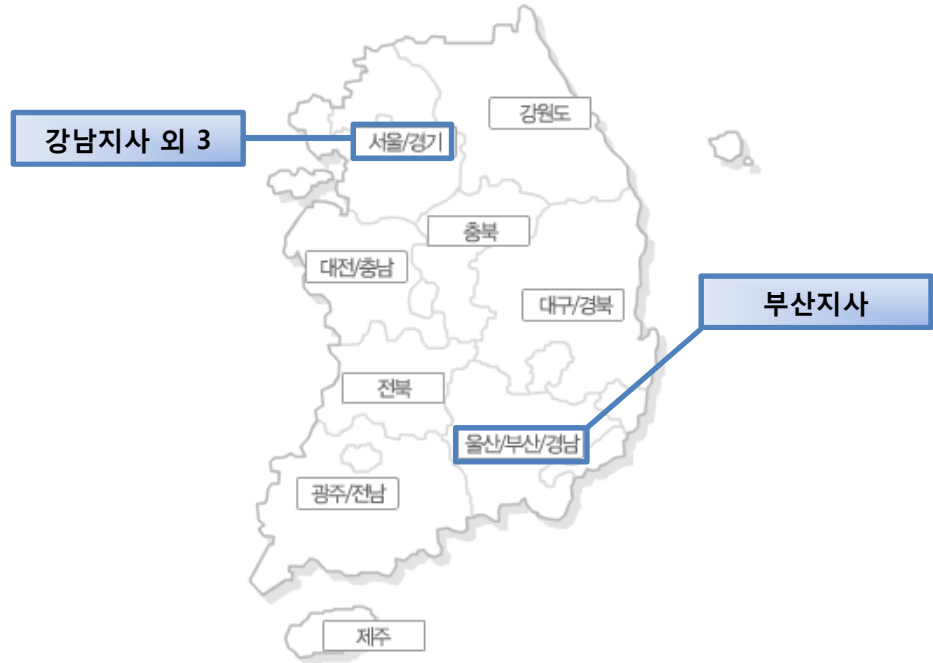 강원도
강남지사 외 3
서울/경기
충북
대전/충남
대구/경북
부산지사
전북
울산/부산/경남
광주/전남
제주